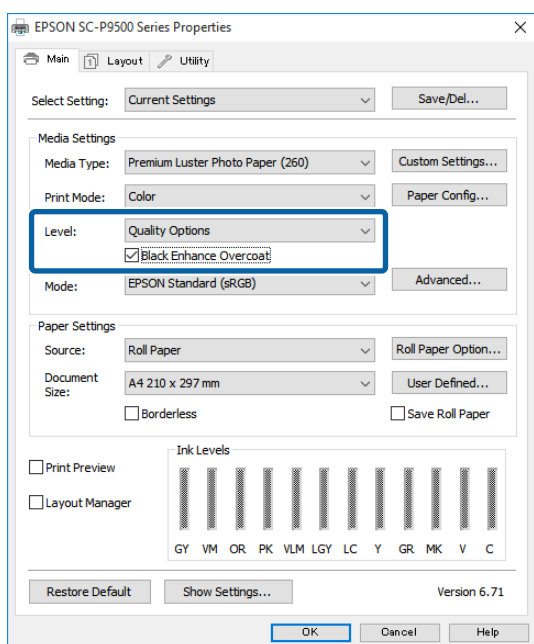 EPSON SC-P9500 Series Properties
Main Layout Utility
Select Setting: Current Settings Save/Del...
Media Settings
Media Type: Premium Luster Photo Paper (260) Custom Settings...
Print Mode: Color Paper Config...
Level: Quality Options
Black Enhance Overcoat
Mode: EPSON Standard (sRGB) Advanced...
Paper Settings
Source: Roll Paper Roll Paper Option...
Document Size: A4 210 x 297 mm User Defined...
Borderless Save Roll Paper
Ink Levels
Print Preview
Layout Manager
GY VM OR PK VLM LGY LC Y GR MK V C
Restore Default Show Settings... Version 6.71
OK Cancel Help